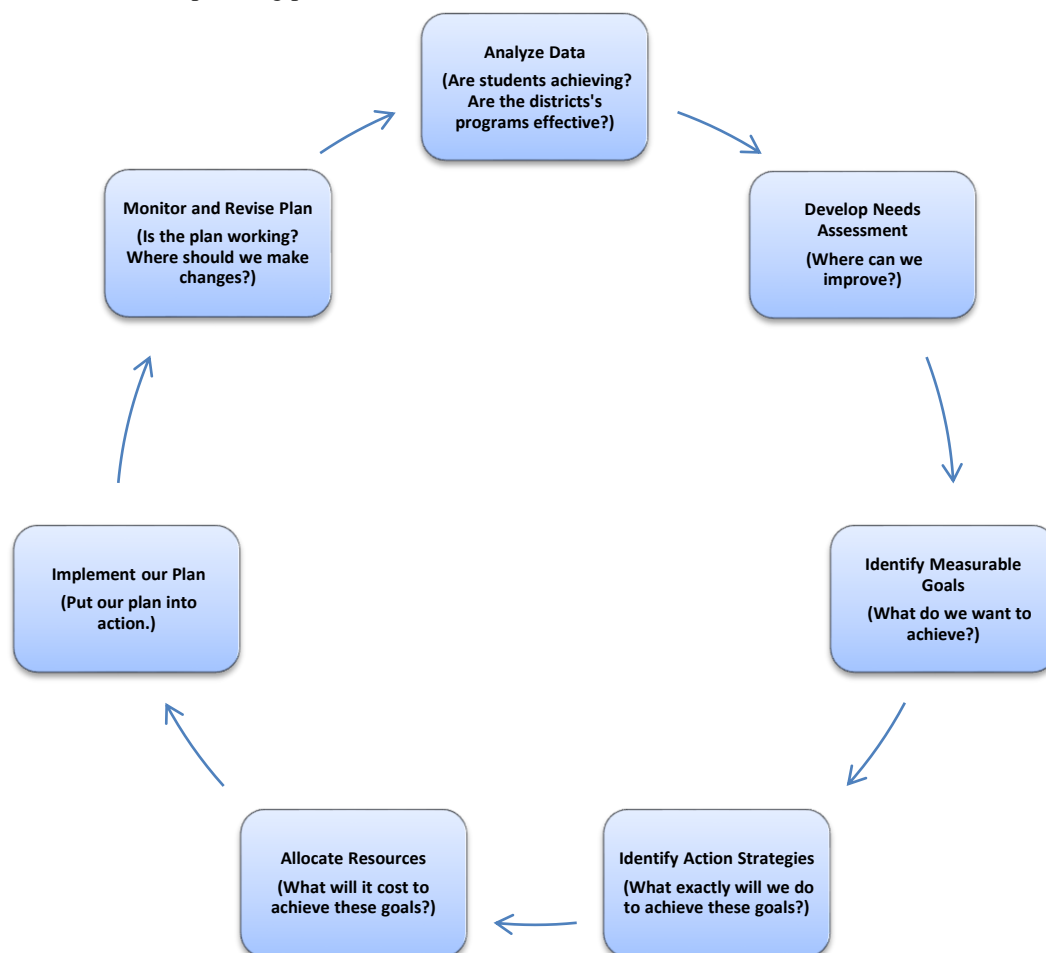 Analyze Data
(Are students achieving?
Are the districts's
programs effective?)
Develop Needs
Assessment
(Where can we
improve?)
Identify Measurable
Goals
(What do we want to
achieve?)
Identify Action Strategies
(What exactly will we do
to achieve these goals?)
Allocate Resources
(What will it cost to
achieve these goals?)
Implement our Plan
(Put our plan into
action.)
Monitor and Revise Plan
(Is the plan working?
Where should we make
changes?)